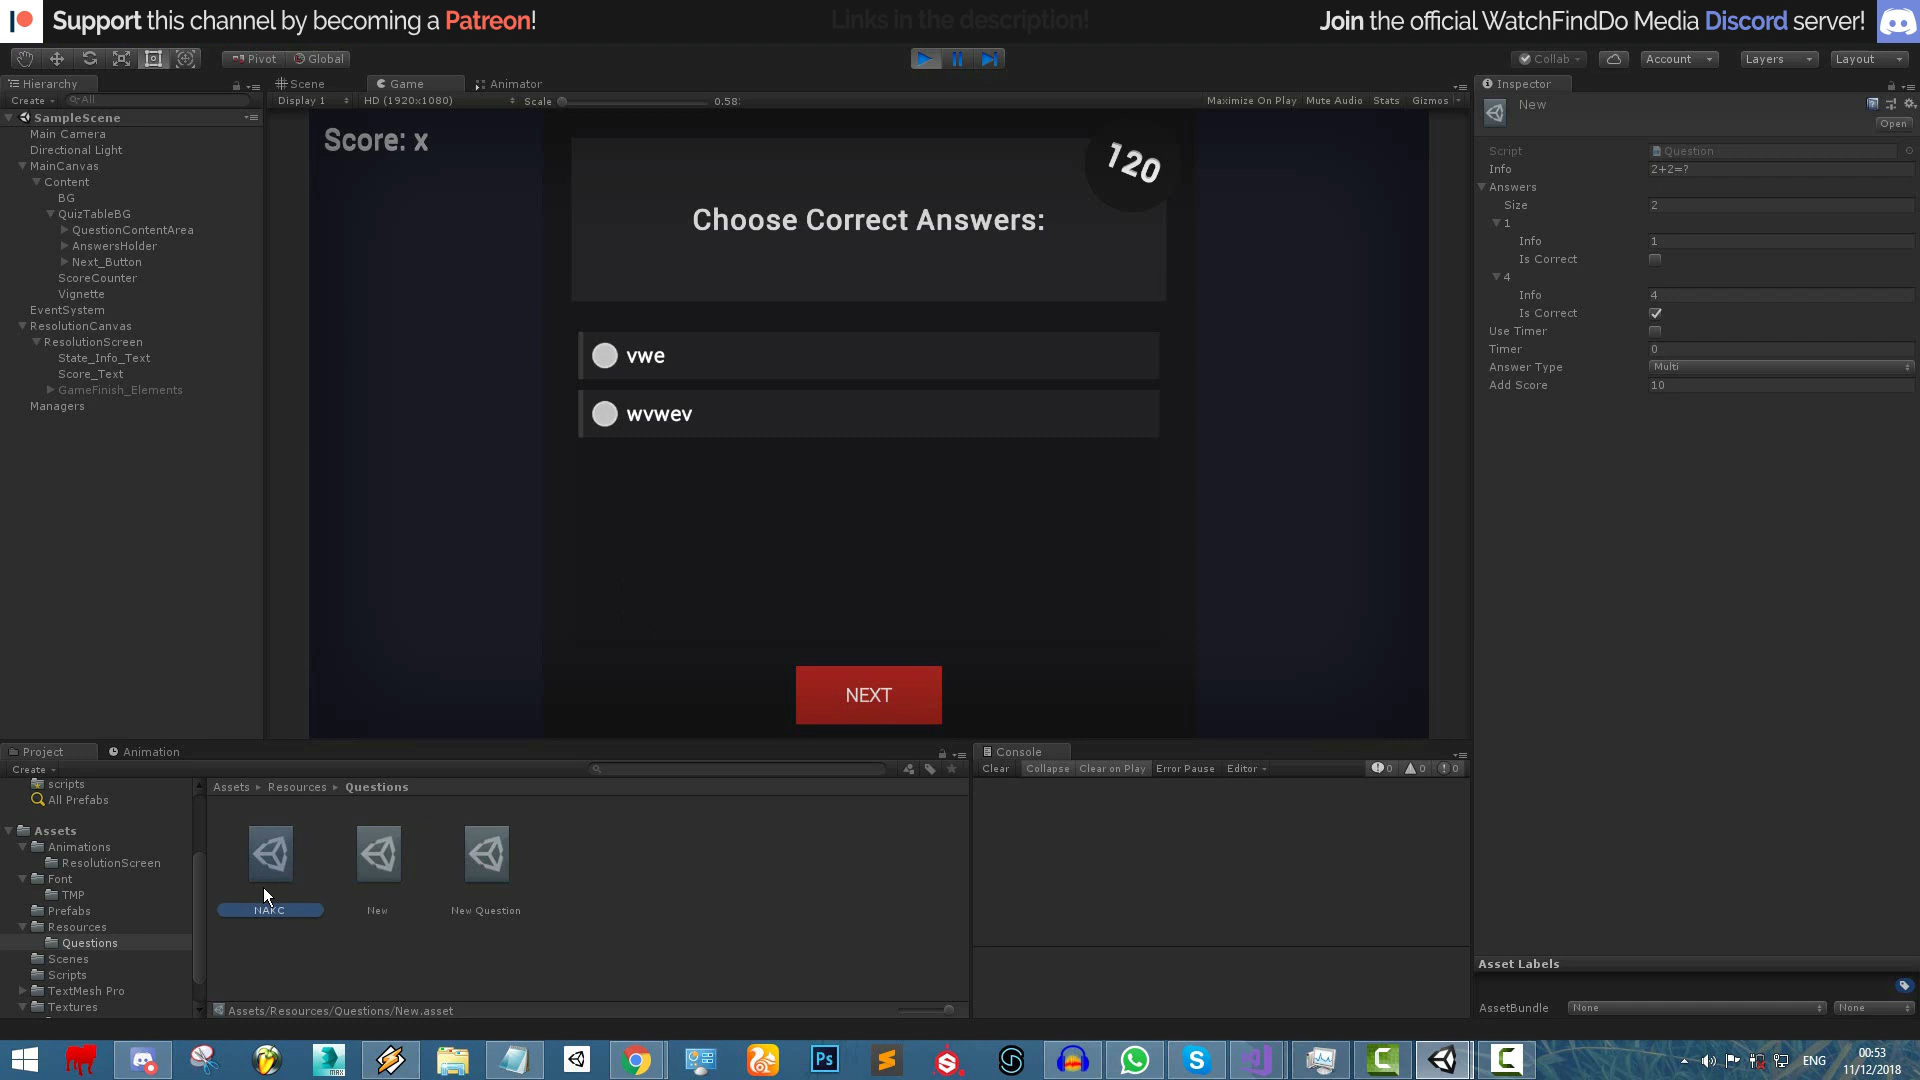 Support this channel by becoming a Patreon!
Links in the description!
Join the official WatchFindDo Media Discord server!
Pivot Global
Collab Account Layers Layout
Hierarchy
Create All
SampleScene
Main Camera
Directional Light
MainCanvas
Content
BG
QuizTableBG
QuestionContentArea
AnswersHolder
Next_Button
ScoreCounter
Vignette
EventSystem
ResolutionCanvas
ResolutionScreen
State_Info_Text
Score_Text
GameFinish_Elements
Managers
Scene Game Animator
Display 1 HD (1920x1080) Scale 0.58: Maximize On Play Mute Audio Stats Gizmos
Score: x
120
Choose Correct Answers:
vwe
wvwev
NEXT
Inspector
New
Open
Script Question
Info 2+2=?
Answers
Size 2
1
Info 1
Is Correct
4
Info 4
Is Correct
Use Timer
Timer 0
Answer Type Multi
Add Score 10
Asset Labels
AssetBundle None None
Project Animation
Create
scripts
All Prefabs
Assets
Animations
ResolutionScreen
Font
TMP
Prefabs
Resources
Questions
Scenes
Scripts
TextMesh Pro
Textures
Assets Resources Questions
NAKC New New Question
Assets/Resources/Questions/New.asset
Console
Clear Collapse Clear on Play Error Pause Editor 0 0 0
MAX
Ps
ENG
00:53
11/12/2018